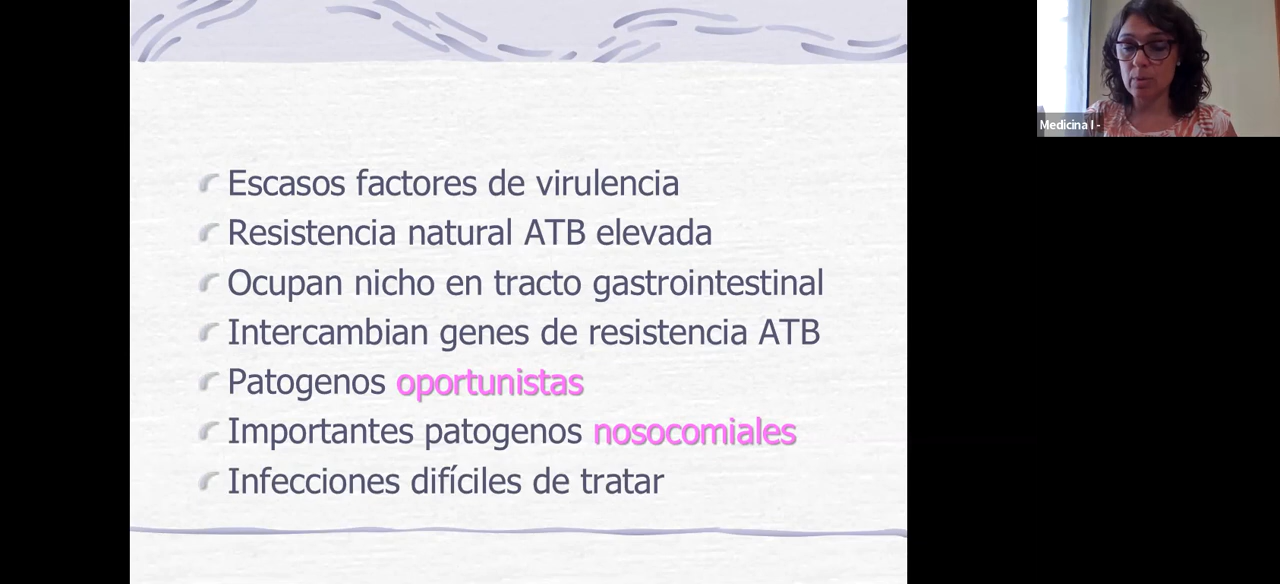 Escasos factores de virulencia
Resistencia natural ATB elevada
Ocupan nicho en tracto gastrointestinal
Intercambian genes de resistencia ATB
Patogenos oportunistas
Importantes patogenos nosocomiales
Infecciones difíciles de tratar
Medicina I -